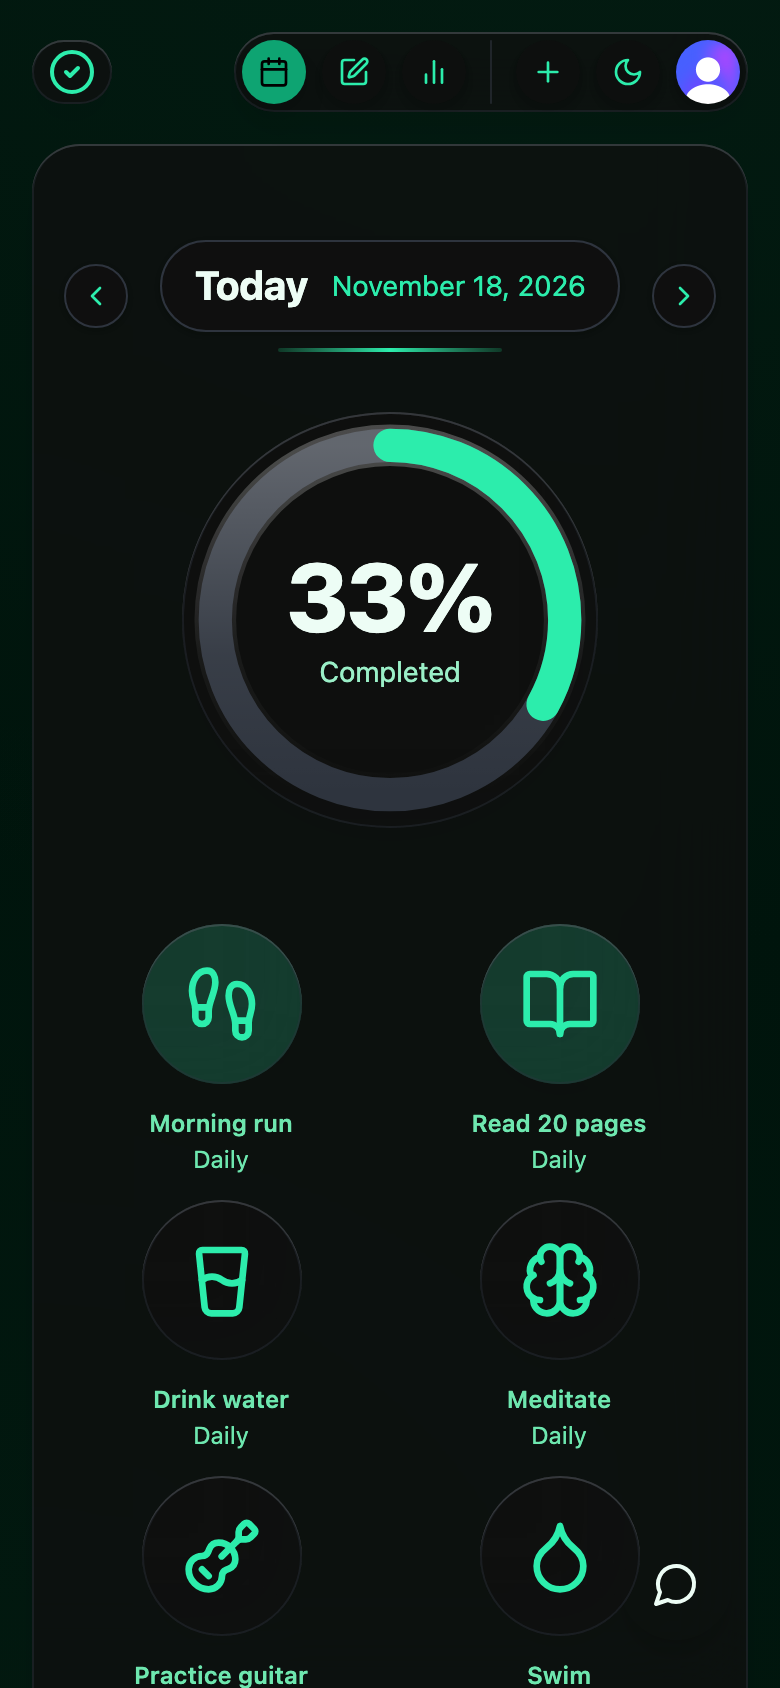 Today November 18, 2026
33%
Completed
Morning run
Daily
Read 20 pages
Daily
Drink water
Daily
Meditate
Daily
Practice guitar
Swim